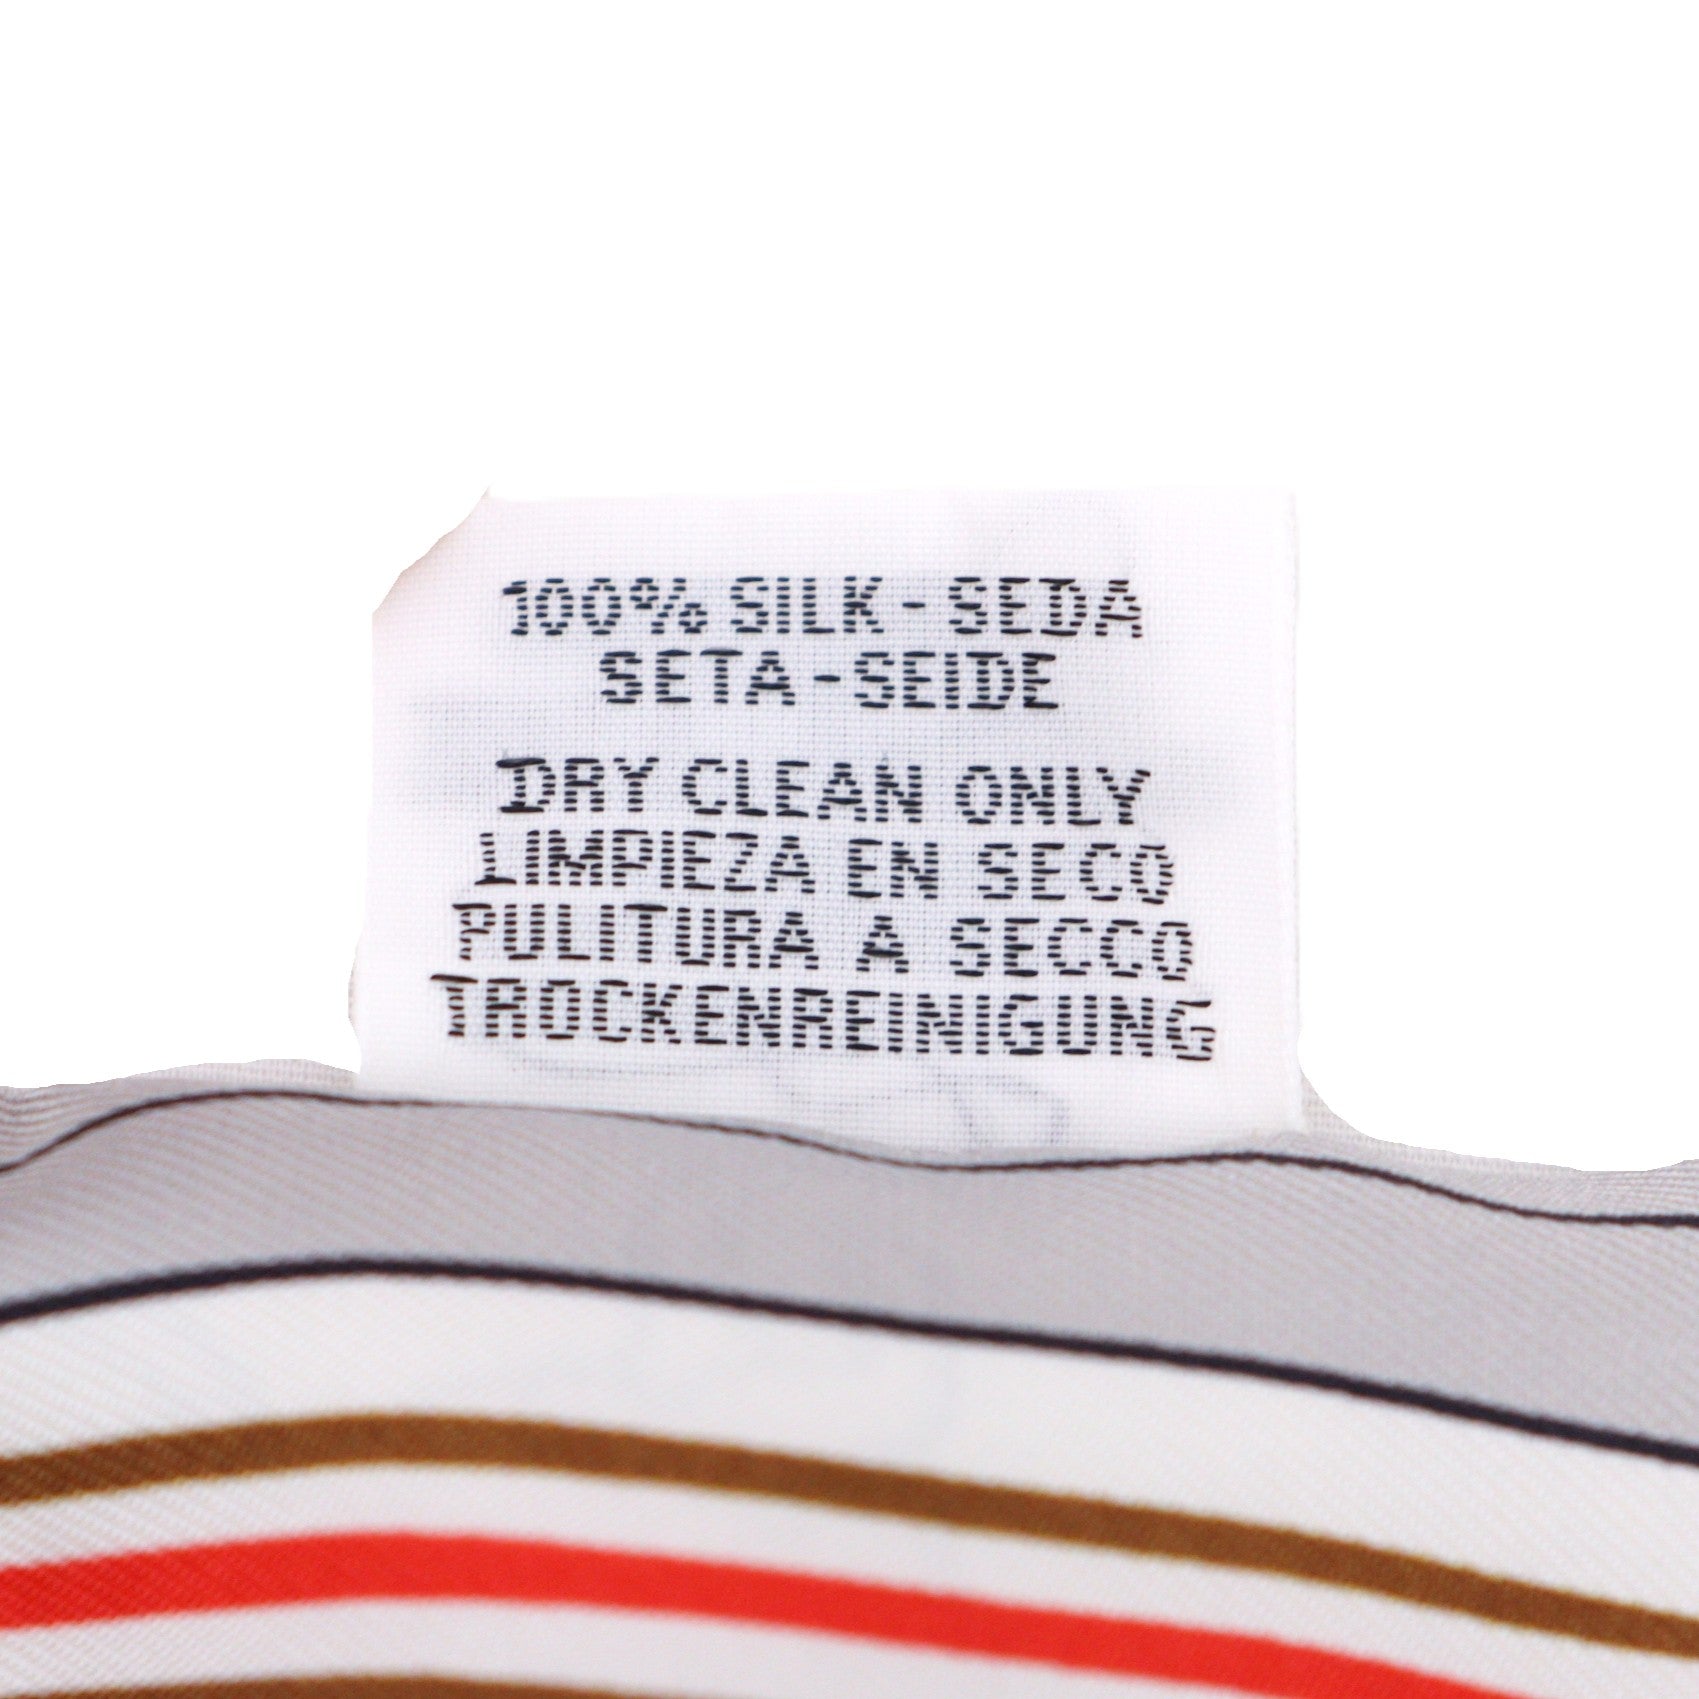 100% SILK - SEDA
SETA - SEIDE
DRY CLEAN ONLY
LIMPIEZA EN SECO
PULITURA A SECCO
TROCKENREINIGUNG